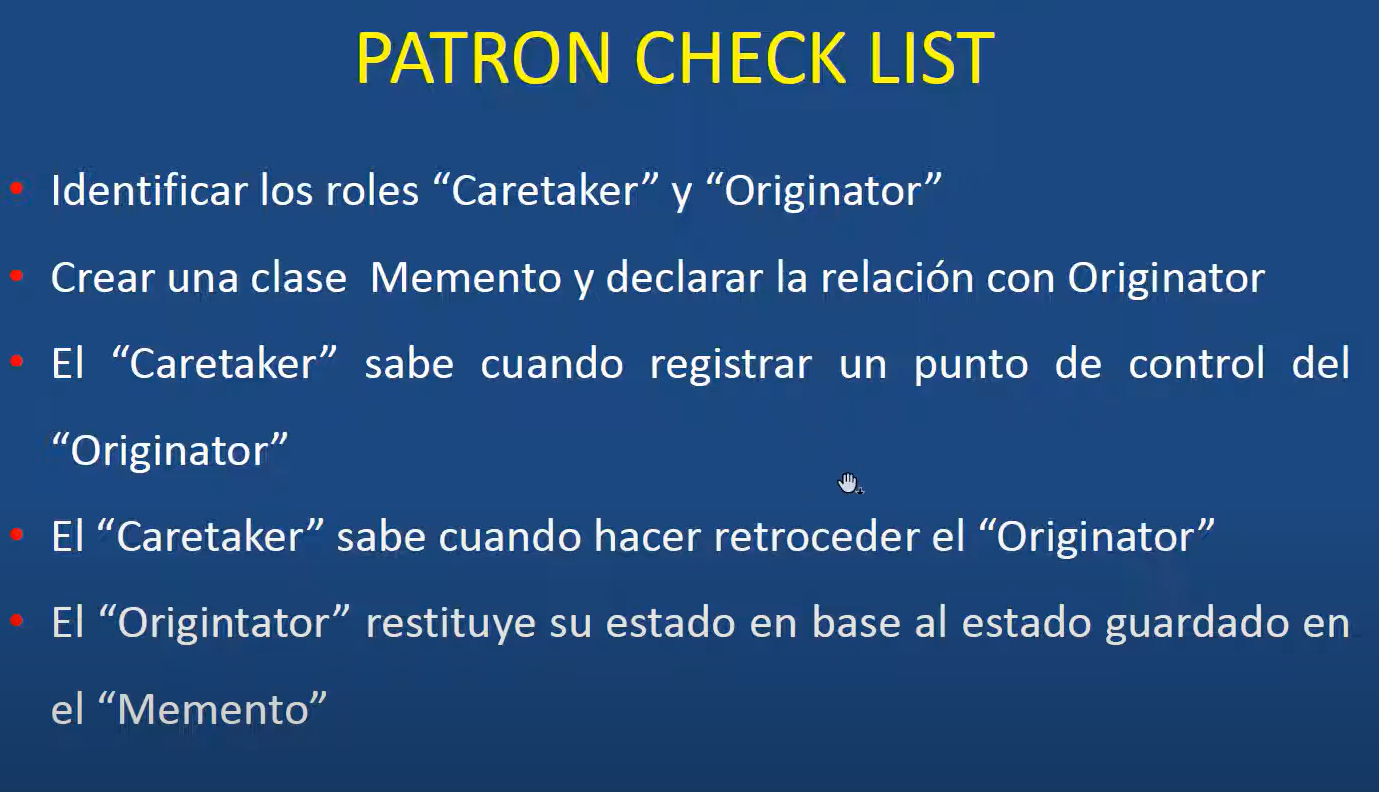 PATRON CHECK LIST
• Identificar los roles “Caretaker” y “Originator”
• Crear una clase  Memento y declarar la relación con Originator
• El “Caretaker” sabe cuando registrar un punto de control del
“Originator”
• El “Caretaker” sabe cuando hacer retroceder el “Originator”
• El “Origintator” restituye su estado en base al estado guardado en
el “Memento”